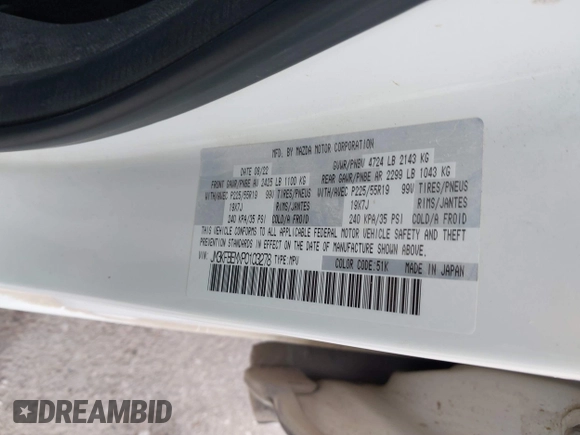 MFD. BY MAZDA MOTOR CORPORATION
DATE 08/22 GVWR/PNBV 4724 LB 2143 KG
FRONT GAWR/PNBE AV 2425 LB 1100 KG REAR GAWR/PNBE AR 2299 LB 1043 KG
WITH/AVEC P225/55R19 99V TIRES/PNEUS WITH/AVEC P225/55R19 99V TIRES/PNEUS
19X7J RIMS/JANTES 19X7J RIMS/JANTES
240 KPA/35 PSI COLD/A FROID 240 KPA/35 PSI COLD/A FROID
THIS VEHICLE CONFORMS TO ALL APPLICABLE FEDERAL MOTOR VEHICLE SAFETY AND THEFT
PREVENTION STANDARDS IN EFFECT ON THE DATE OF MANUFACTURE SHOWN ABOVE.
VIN: TYPE:MPV COLOR CODE:51K MADE IN JAPAN
DREAMBID